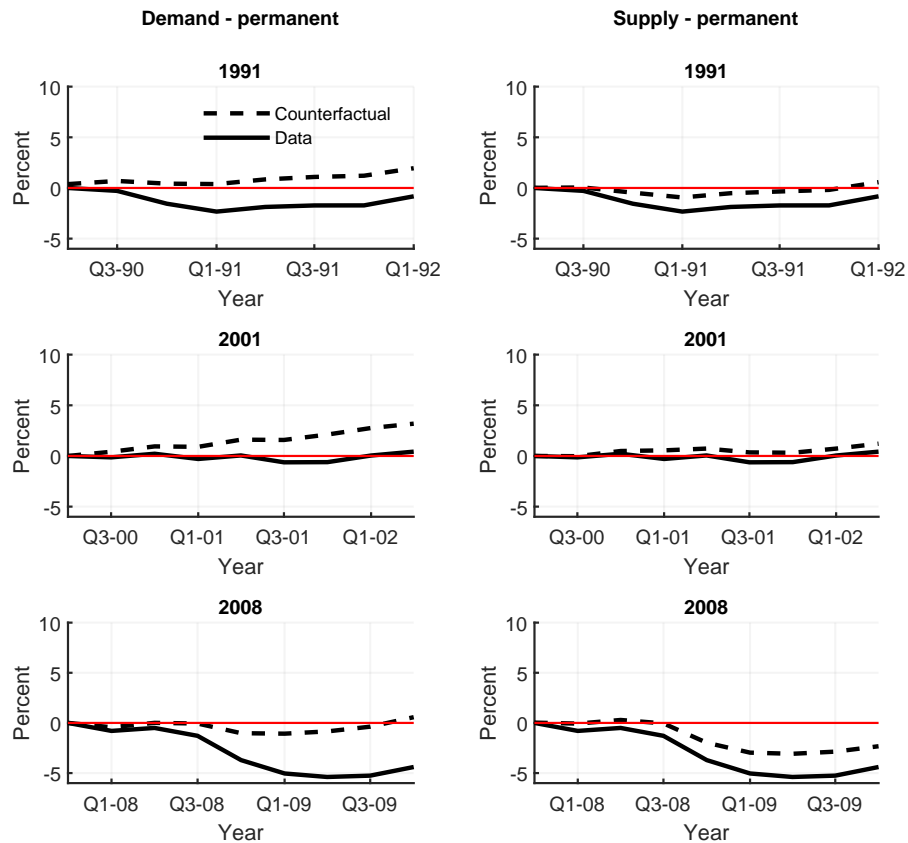 Demand - permanent
Supply - permanent
1991
10
5
0
-5
Percent
Counterfactual
Data
Q3-90 Q1-91 Q3-91 Q1-92
Year
1991
10
5
0
-5
Percent
Q3-90 Q1-91 Q3-91 Q1-92
Year
2001
10
5
0
-5
Percent
Q3-00 Q1-01 Q3-01 Q1-02
Year
2001
10
5
0
-5
Percent
Q3-00 Q1-01 Q3-01 Q1-02
Year
2008
10
5
0
-5
Percent
Q1-08 Q3-08 Q1-09 Q3-09
Year
2008
10
5
0
-5
Percent
Q1-08 Q3-08 Q1-09 Q3-09
Year